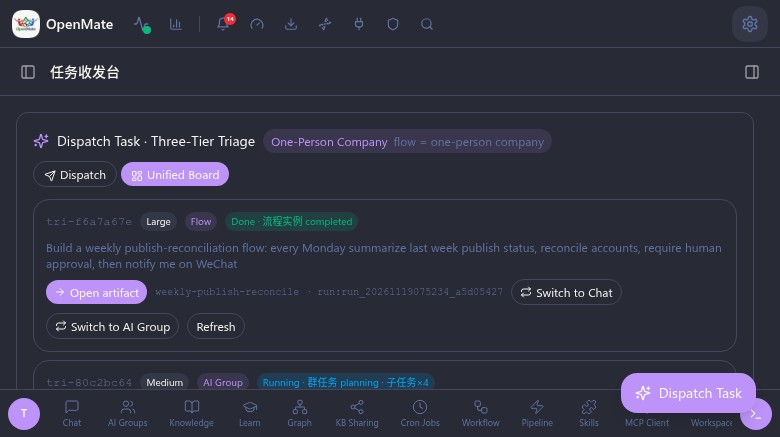 OpenMate
14
任务收发台
Dispatch Task · Three-Tier Triage One-Person Company flow = one-person company
Dispatch Unified Board
tri-f6a7a67e Large Flow Done · 流程实例 completed
Build a weekly publish-reconciliation flow: every Monday summarize last week publish status, reconcile accounts, require human
approval, then notify me on WeChat
Open artifact weekly-publish-reconcile · run:run_20261119075234_a5d05427 Switch to Chat
Switch to AI Group Refresh
tri-80c2bc64 Medium AI Group Running · 群任务 planning · 子任务×4
Dispatch Task
T Chat AI Groups Knowledge Learn Graph KB Sharing Cron Jobs Workflow Pipeline Skills MCP Client Workspace